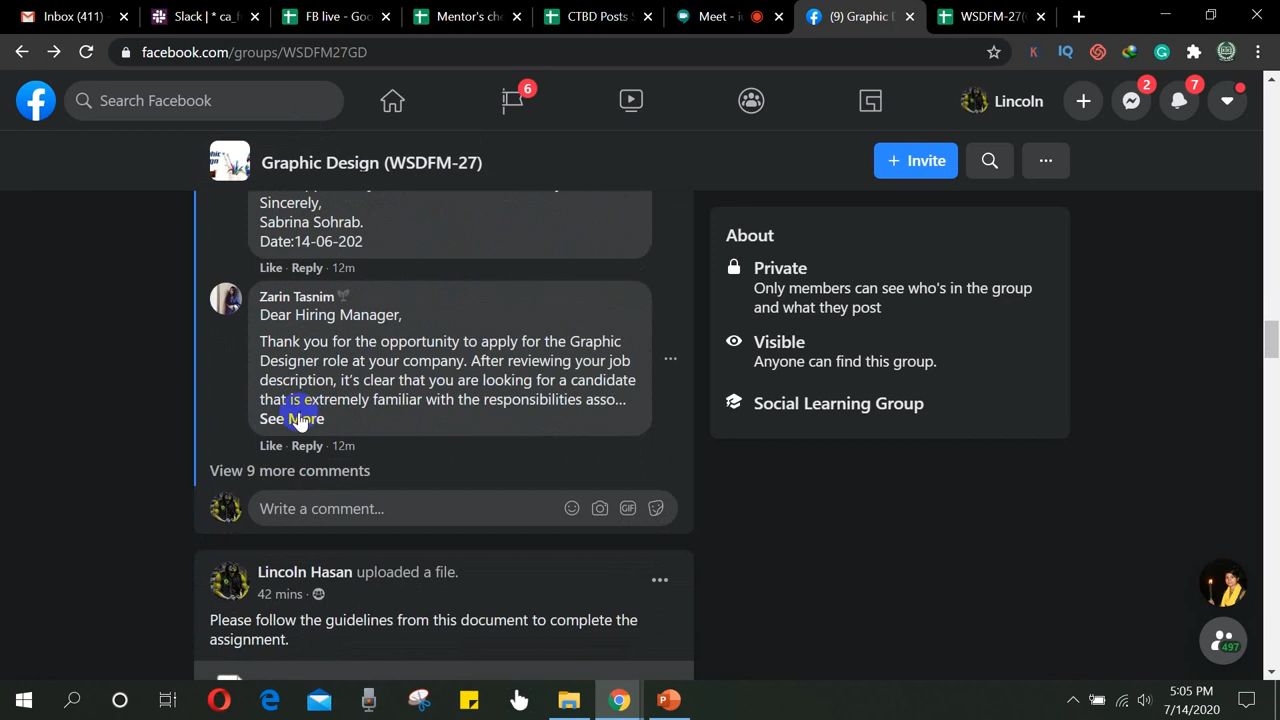 Inbox (411)
Slack | * ca_f
FB live - Goo
Mentor's che
CTBD Posts S
Meet - i
(9) Graphic D
WSDFM-27(
facebook.com/groups/WSDFM27GD
Search Facebook
6
Lincoln
2
7
Graphic Design (WSDFM-27)
+ Invite
Sincerely,
Sabrina Sohrab.
Date:14-06-202
Like · Reply · 12m
Zarin Tasnim
Dear Hiring Manager,
Thank you for the opportunity to apply for the Graphic
Designer role at your company. After reviewing your job
description, it's clear that you are looking for a candidate
that is extremely familiar with the responsibilities asso...
See More
Like · Reply · 12m
View 9 more comments
Write a comment...
GIF
Lincoln Hasan uploaded a file.
42 mins ·
Please follow the guidelines from this document to complete the
assignment.
About
Private
Only members can see who's in the group
and what they post
Visible
Anyone can find this group.
Social Learning Group
497
5:05 PM
7/14/2020